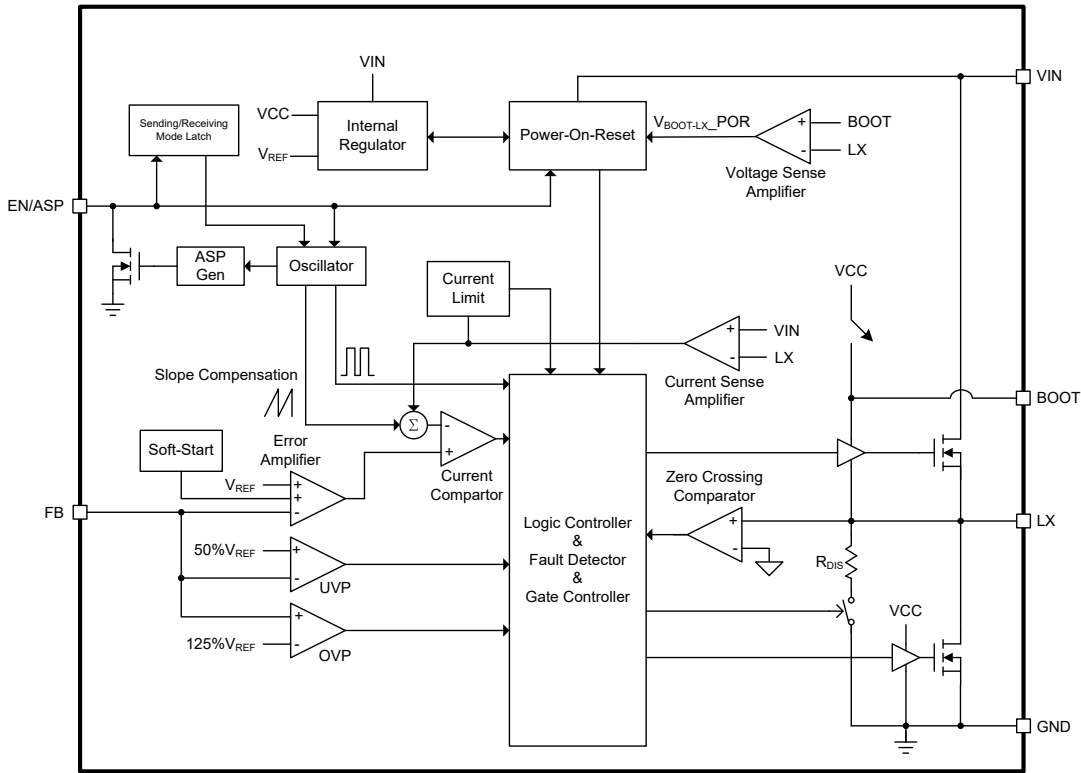 VIN
VIN
VCC
Internal
Regulator
VREF
Sending/Receiving
Mode Latch
Power-On-Reset
VBOOT-LX_POR
+
BOOT
-
LX
Voltage Sense
Amplifier
EN/ASP
ASP
Gen
Oscillator
Current
Limit
VCC
+
VIN
-
LX
Current Sense
Amplifier
Slope Compensation
BOOT
Σ
-
+
Current
Compartor
Soft-Start
Error
Amplifier
VREF
+
+
-
FB
Zero Crossing
Comparator
+
-
LX
Logic Controller
&
Fault Detector
&
Gate Controller
50%VREF
+
-
UVP
RDIS
VCC
+
125%VREF
-
OVP
GND